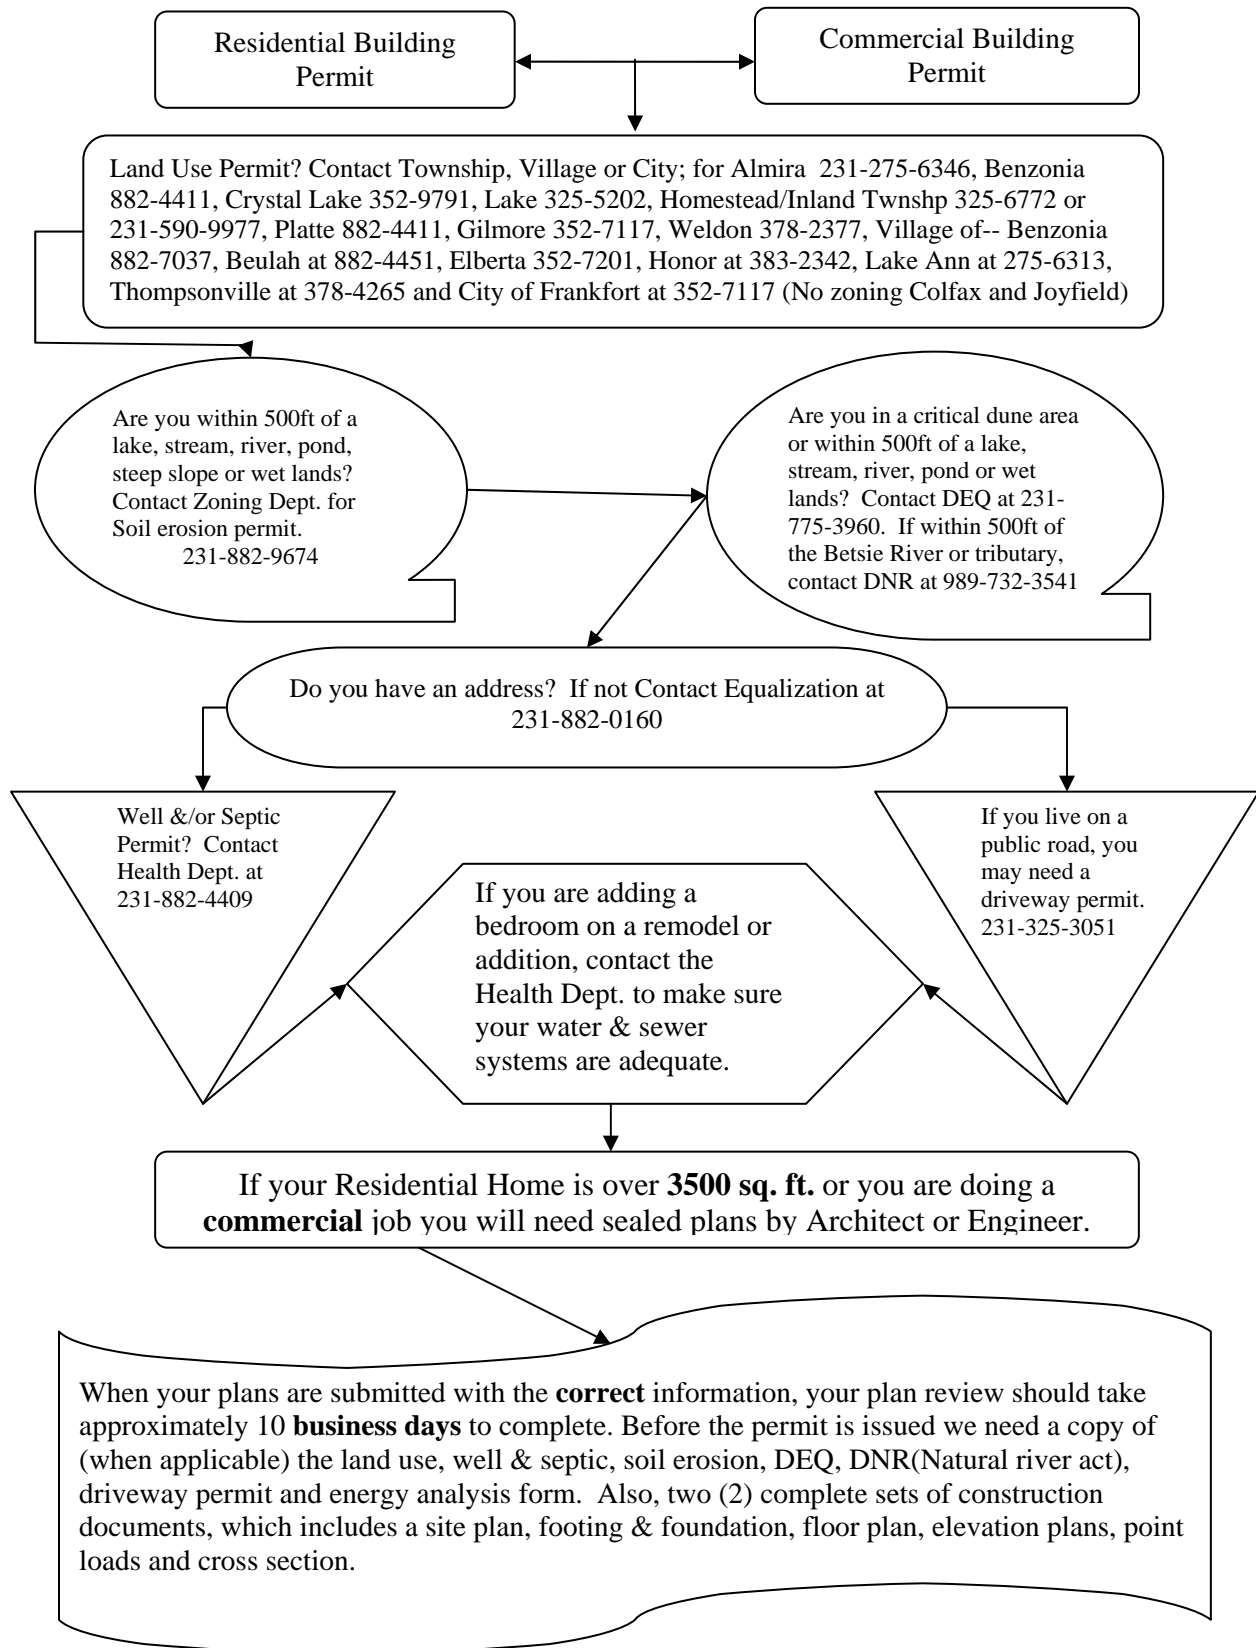 Residential Building
Permit
Commercial Building
Permit
Land Use Permit? Contact Township, Village or City; for Almira 231-275-6346, Benzonia
882-4411, Crystal Lake 352-9791, Lake 325-5202, Homestead/Inland Twnshp 325-6772 or
231-590-9977, Platte 882-4411, Gilmore 352-7117, Weldon 378-2377, Village of-- Benzonia
882-7037, Beulah at 882-4451, Elberta 352-7201, Honor at 383-2342, Lake Ann at 275-6313,
Thompsonville at 378-4265 and City of Frankfort at 352-7117 (No zoning Colfax and Joyfield)
Are you within 500ft of a
lake, stream, river, pond,
steep slope or wet lands?
Contact Zoning Dept. for
Soil erosion permit.
231-882-9674
Are you in a critical dune area
or within 500ft of a lake,
stream, river, pond or wet
lands? Contact DEQ at 231-
775-3960. If within 500ft of
the Betsie River or tributary,
contact DNR at 989-732-3541
Do you have an address? If not Contact Equalization at
231-882-0160
Well &/or Septic
Permit? Contact
Health Dept. at
231-882-4409
If you live on a
public road, you
may need a
driveway permit.
231-325-3051
If you are adding a
bedroom on a remodel or
addition, contact the
Health Dept. to make sure
your water & sewer
systems are adequate.
If your Residential Home is over 3500 sq. ft. or you are doing a
commercial job you will need sealed plans by Architect or Engineer.
When your plans are submitted with the correct information, your plan review should take
approximately 10 business days to complete. Before the permit is issued we need a copy of
(when applicable) the land use, well & septic, soil erosion, DEQ, DNR(Natural river act),
driveway permit and energy analysis form. Also, two (2) complete sets of construction
documents, which includes a site plan, footing & foundation, floor plan, elevation plans, point
loads and cross section.